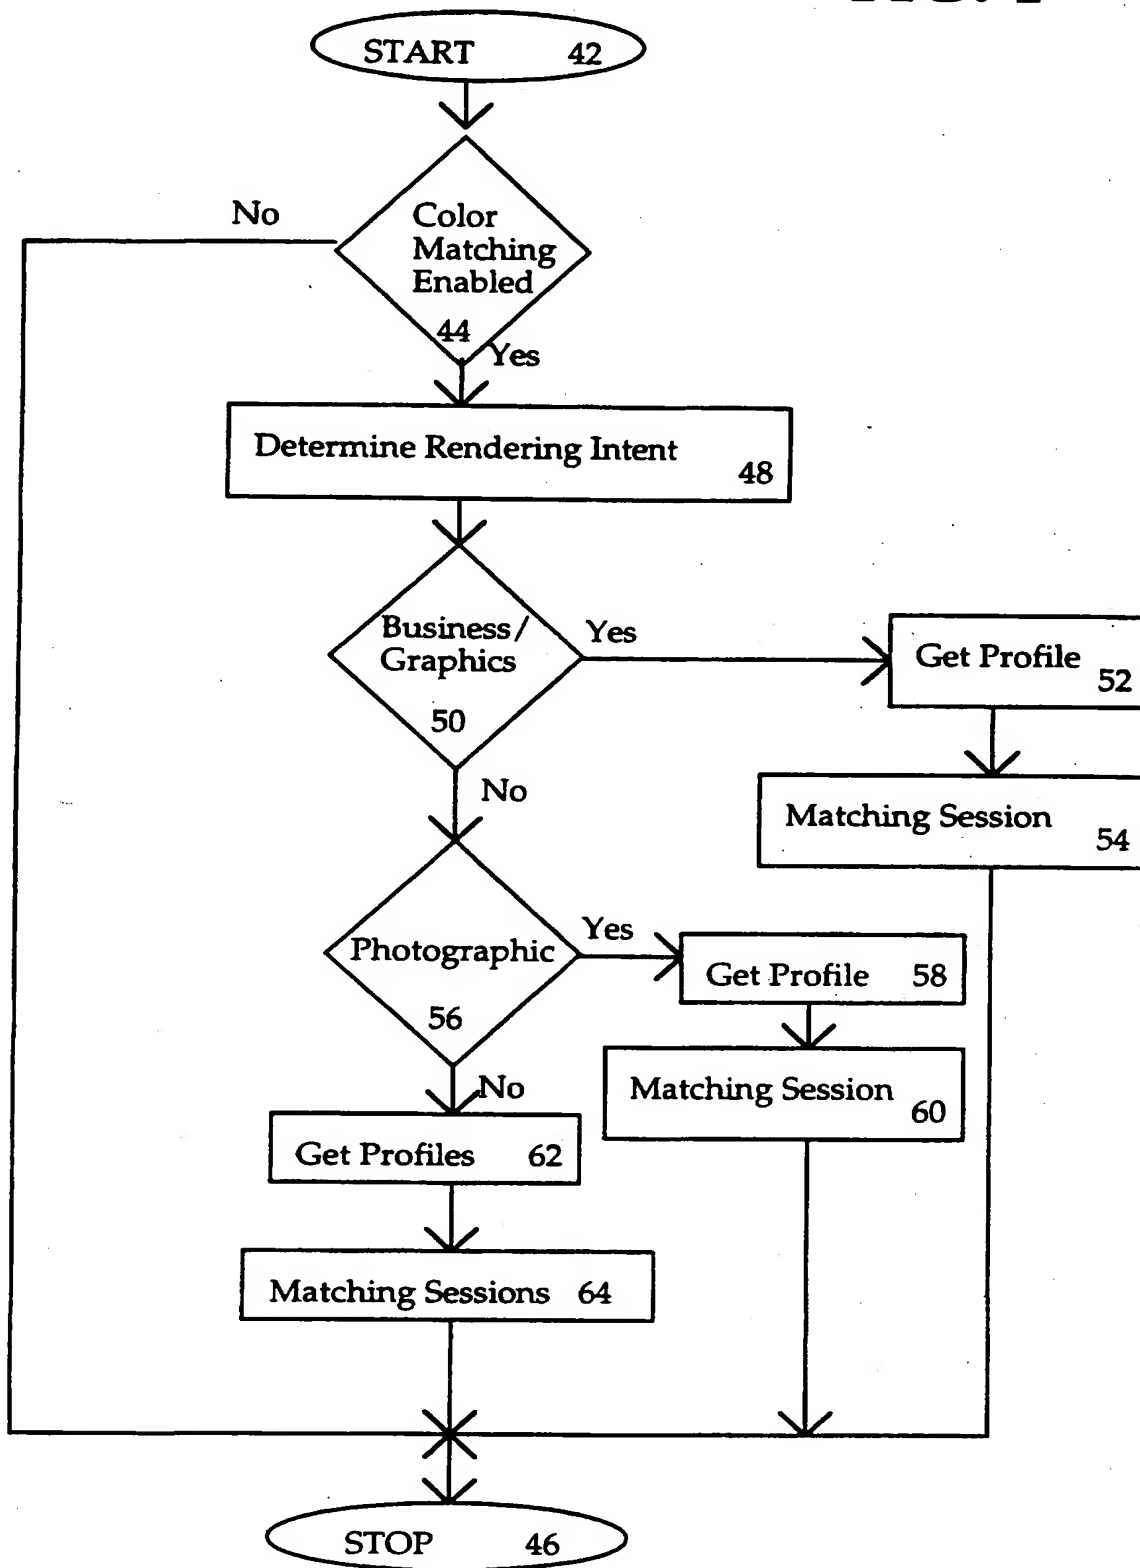 START 42
No
Color
Matching
Enabled
44
Yes
Determine Rendering Intent
48
Business/
Graphics
50
Yes
Get Profile
52
No
Matching Session
54
Photographic
56
Yes
Get Profile 58
No
Matching Session
60
Get Profiles 62
Matching Sessions 64
STOP 46